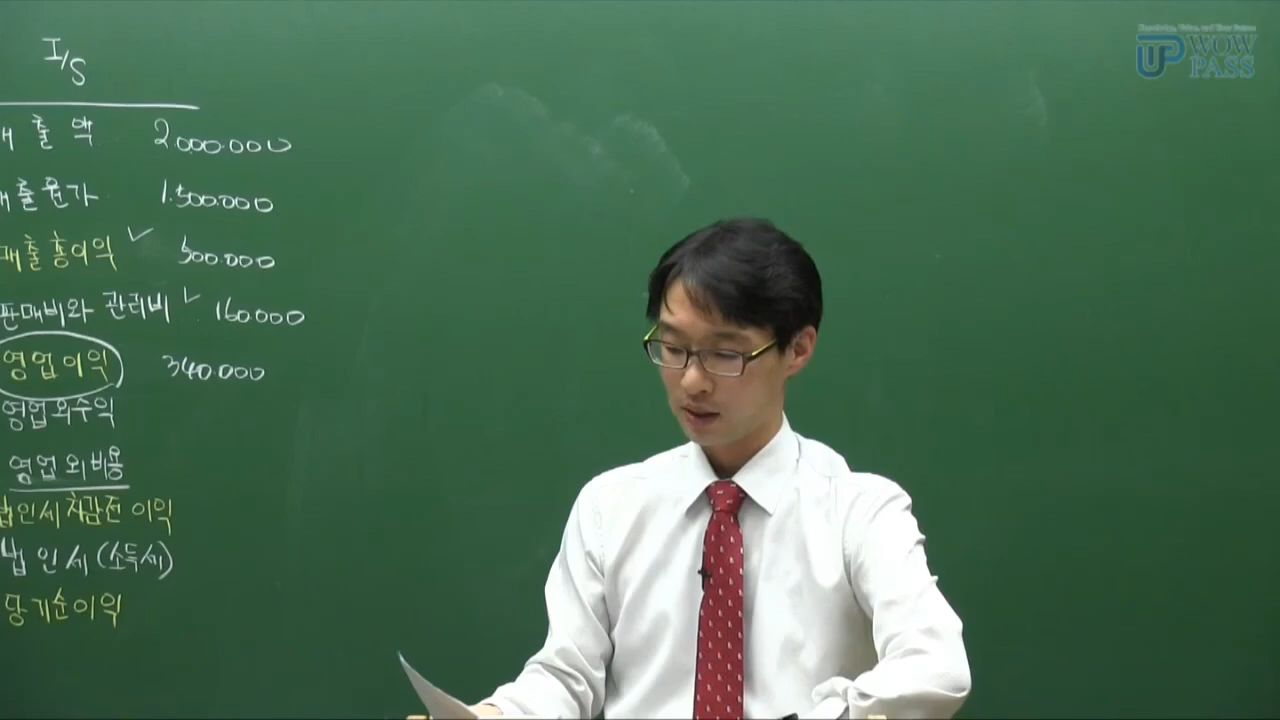 I/S
매출액 2.000.000
매출원가 1.500.000
매출총이익 ✓ 500.000
판매비와 관리비 ✓ 160.000
영업이익 340.000
영업외수익
영업외비용
법인세차감전이익
법인세(소득세)
당기순이익
UP WOW PASS